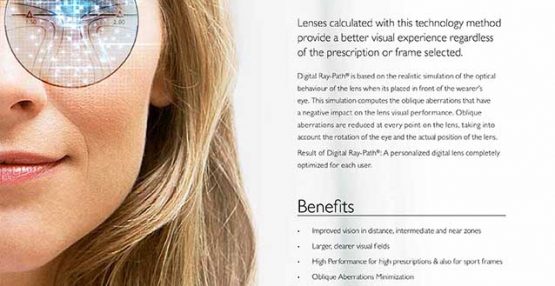 2.00
Lenses calculated with this technology method
provide a better visual experience regardless
of the prescription or frame selected.
Digital Ray-Path® is based on the realistic simulation of the optical
behaviour of the lens when its placed in front of the wearer's
eye. This simulation computes the oblique aberrations that have
a negative impact on the lens visual performance. Oblique
aberrations are reduced at every point on the lens, taking into
account the rotation of the eye and the actual position of the lens.
Result of Digital Ray-Path®: A personalized digital lens completely
optimized for each user.
Benefits
• Improved vision in distance, intermediate and near zones
• Larger, clearer visual fields
• High Performance for high prescriptions & also for sport frames
• Oblique Aberrations Minimization